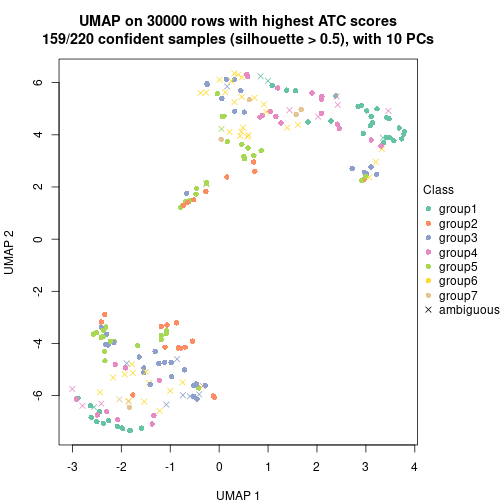 UMAP on 30000 rows with highest ATC scores
159/220 confident samples (silhouette > 0.5), with 10 PCs
6
4
2
0
-2
-4
-6
UMAP 2
-3
-2
-1
0
1
2
3
4
UMAP 1
Class
group1
group2
group3
group4
group5
group6
group7
ambiguous